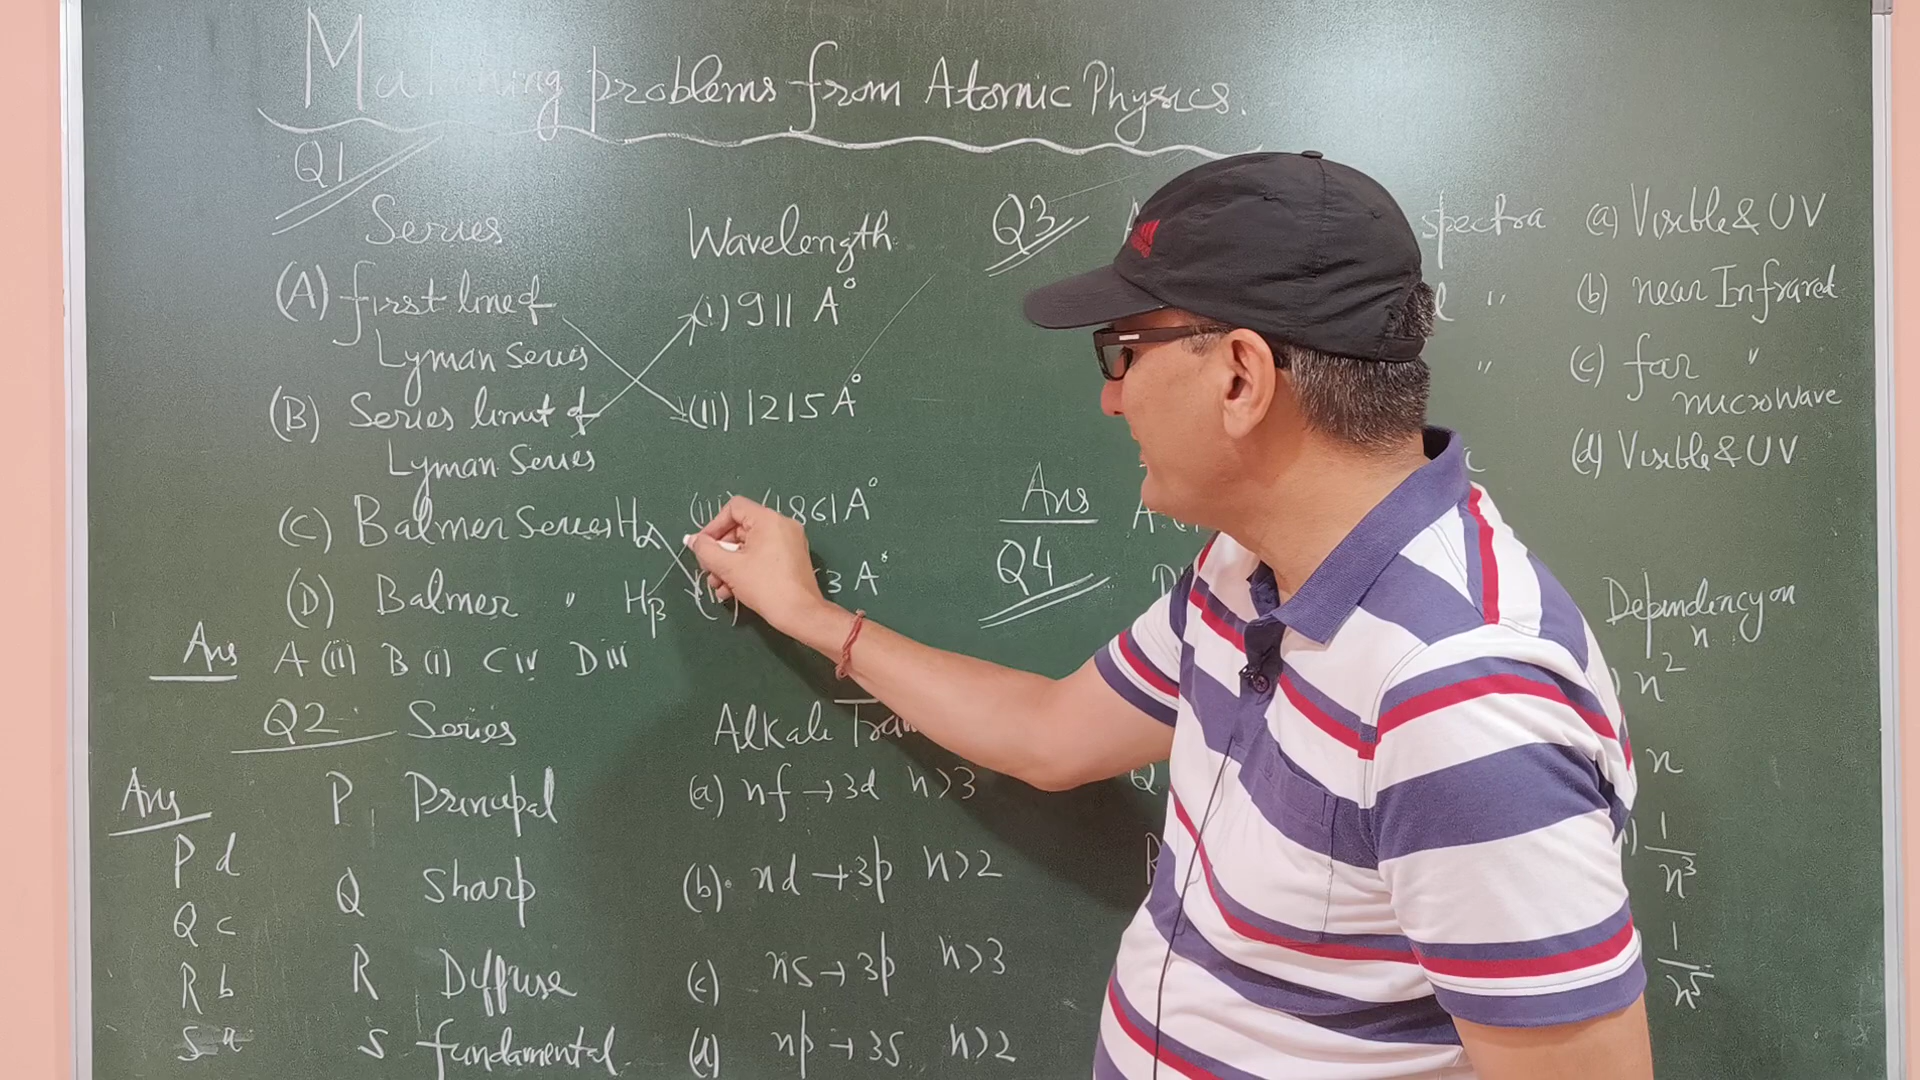 Matching problems from Atomic Physics.
Q1
Series
Wavelength
(A) first line of
Lyman Series
(i) 911 A°
(B) Series limit of
Lyman Series
(ii) 1215 A°
(C) Balmer Series Hα
(iii) 4861 A°
(D) Balmer " Hβ
3 A°
Ans A (ii) B (i) C iv D iii
Q2 Series
Alkali
P Principal
(a) nf → 3d n>3
Q Sharp
(b) nd → 3p n>2
R Diffuse
(c) ns → 3p n>3
S fundamental
(d) np → 3s n>2
Ans
P d
Q c
R b
S a
Q3
spectra (a) Visible & UV
" (b) near Infrared
" (c) far "
microwave
(d) Visible & UV
Ans
Q4
Dependency on
n
n²
n
1/n³
1/n⁵